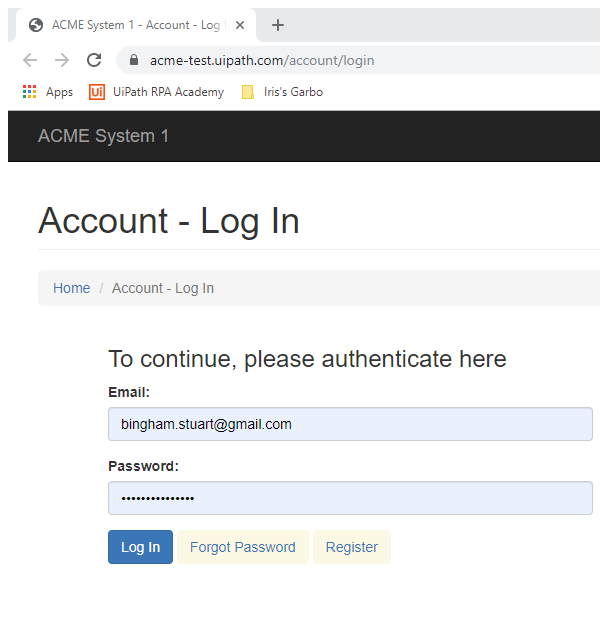 ACME System 1 - Account - Log
acme-test.uipath.com/account/login
Apps Ui UiPath RPA Academy Iris's Garbo
ACME System 1
Account - Log In
Home / Account - Log In
To continue, please authenticate here
Email:
bingham.stuart@gmail.com
Password:
•••••••••••••••
Log In Forgot Password Register